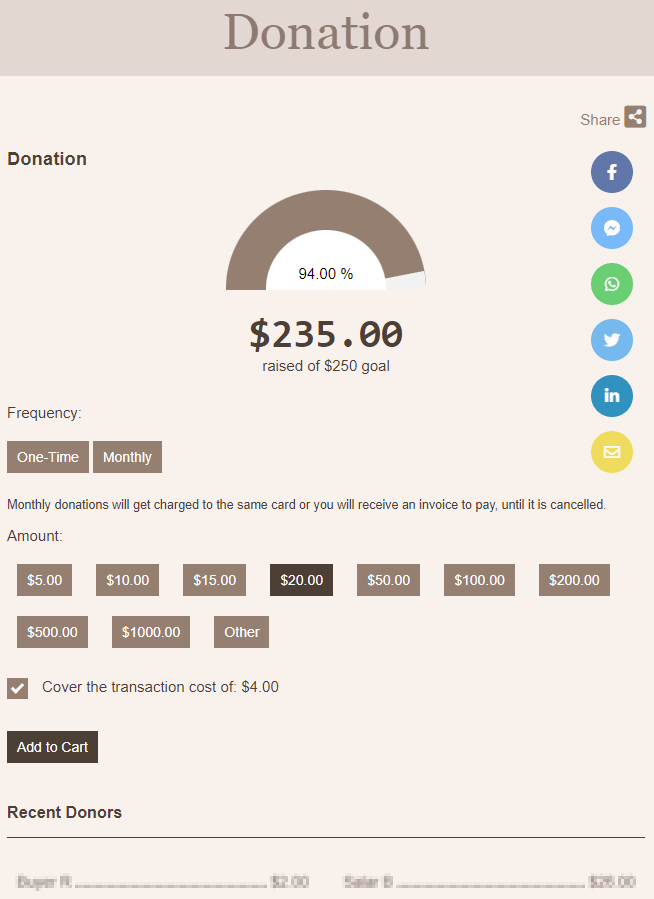 Donation
Share
Donation
94.00 %
$235.00
raised of $250 goal
Frequency:
One-Time Monthly
Monthly donations will get charged to the same card or you will receive an invoice to pay, until it is cancelled.
Amount:
$5.00 $10.00 $15.00 $20.00 $50.00 $100.00 $200.00
$500.00 $1000.00 Other
Cover the transaction cost of: $4.00
Add to Cart
Recent Donors